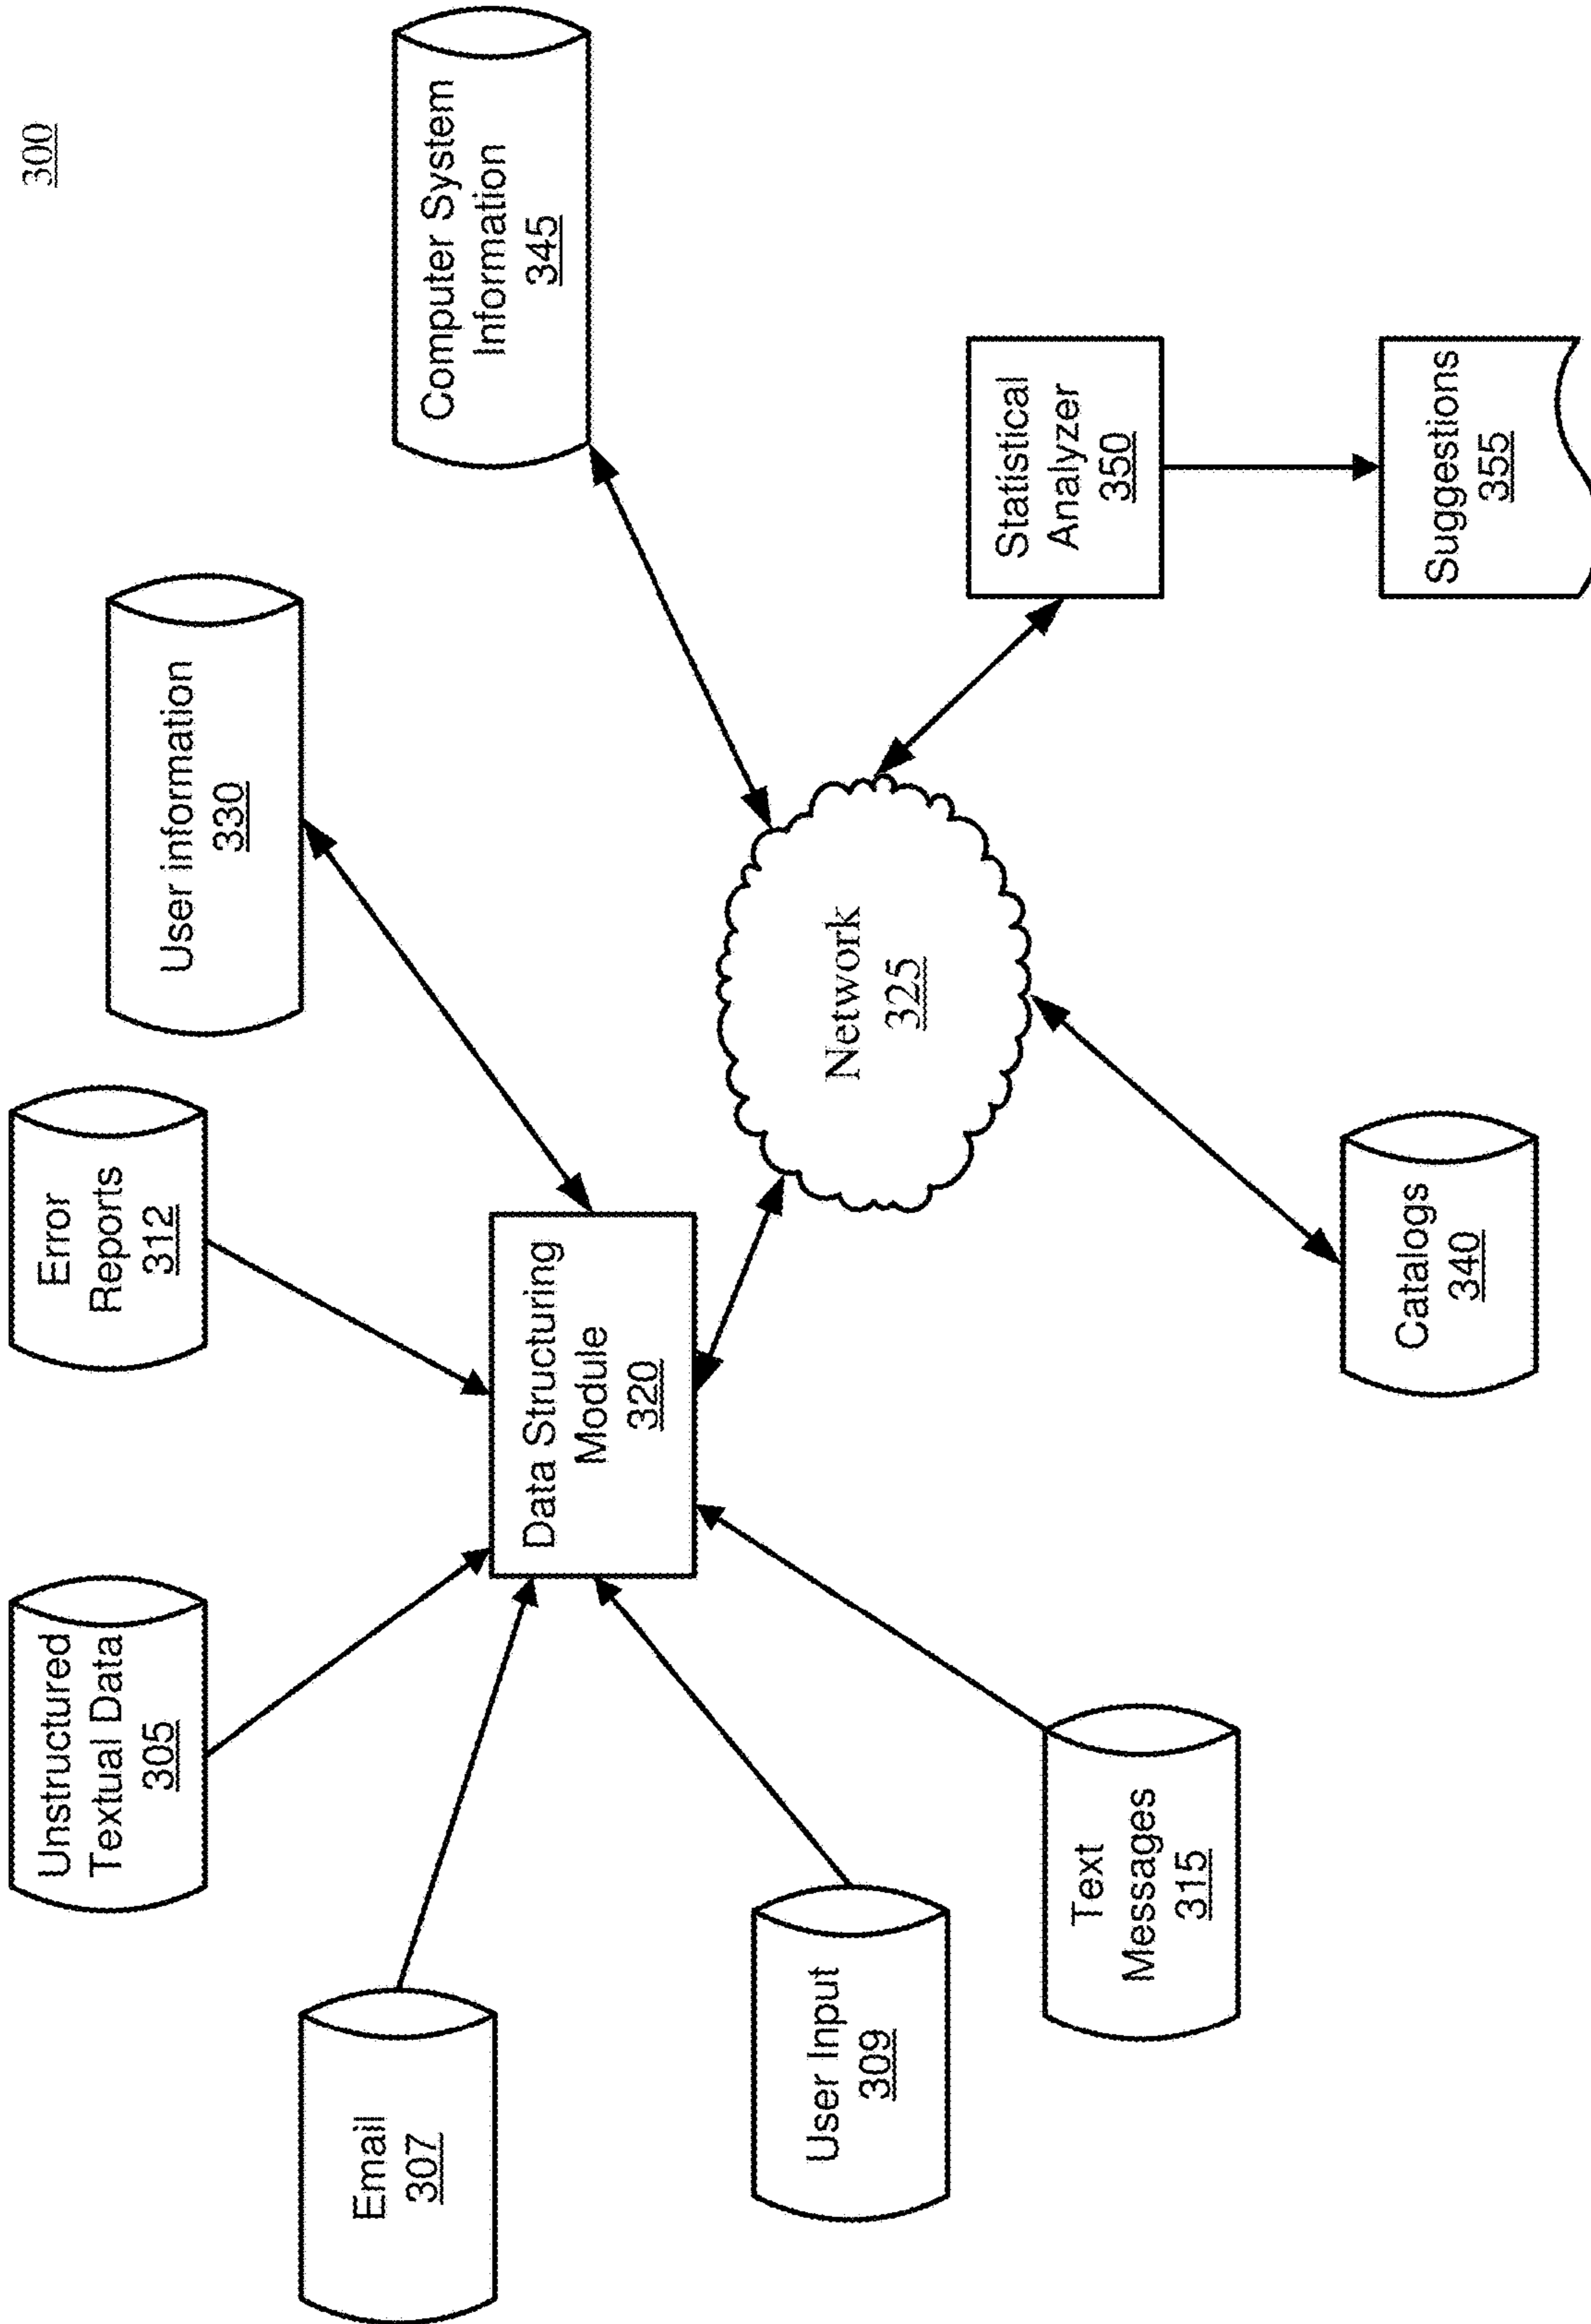 300
Unstructured
Textual Data
305
Error
Reports
312
User information
330
Computer System
Information
345
Email
307
Data Structuring
Module
320
User Input
309
Network
325
Statistical
Analyzer
350
Text
Messages
315
Catalogs
340
Suggestions
355